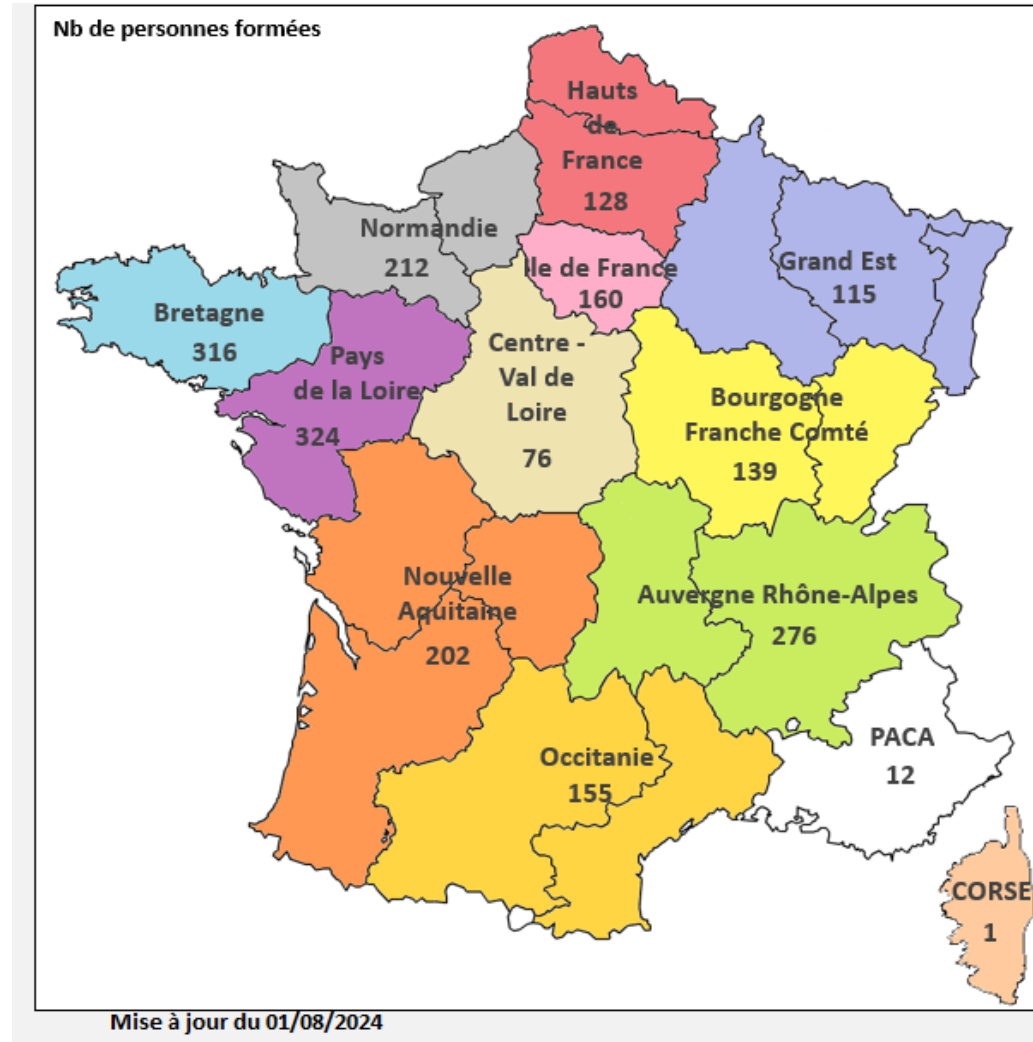 Nb de personnes formées
Hauts
de
France
128
Normandie
212
Ile de France
160
Grand Est
115
Bretagne
316
Pays
de la Loire
324
Centre -
Val de
Loire
76
Bourgogne
Franche Comté
139
Nouvelle
Aquitaine
202
Auvergne Rhône-Alpes
276
Occitanie
155
PACA
12
CORSE
1
Mise à jour du 01/08/2024